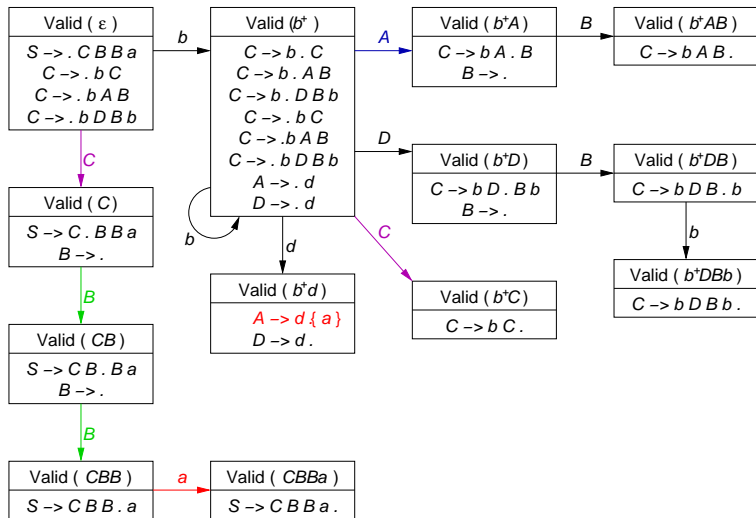 Valid ( ε )
S −> . C B B a
C −> . b C
C −> . b A B
C −> . b D B b
b
Valid (b⁺ )
C −> b . C
C −> b . A B
C −> b . D B b
C −> . b C
C −> .b A B
C −> . b D B b
A −> . d
D −> . d
A
Valid ( b⁺A )
C −> b A . B
B −> .
B
Valid ( b⁺AB )
C −> b A B .
C
D
Valid ( b⁺D )
C −> b D . B b
B −> .
B
Valid ( b⁺DB )
C −> b D B . b
Valid ( C )
S −> C . B B a
B −> .
b
d
C
b
B
Valid ( b⁺d )
A −> d .{ a }
D −> d .
Valid ( b⁺C )
C −> b C .
Valid ( b⁺DBb )
C −> b D B b .
Valid ( CB )
S −> C B . B a
B −> .
B
Valid ( CBB )
S −> C B B . a
a
Valid ( CBBa )
S −> C B B a .